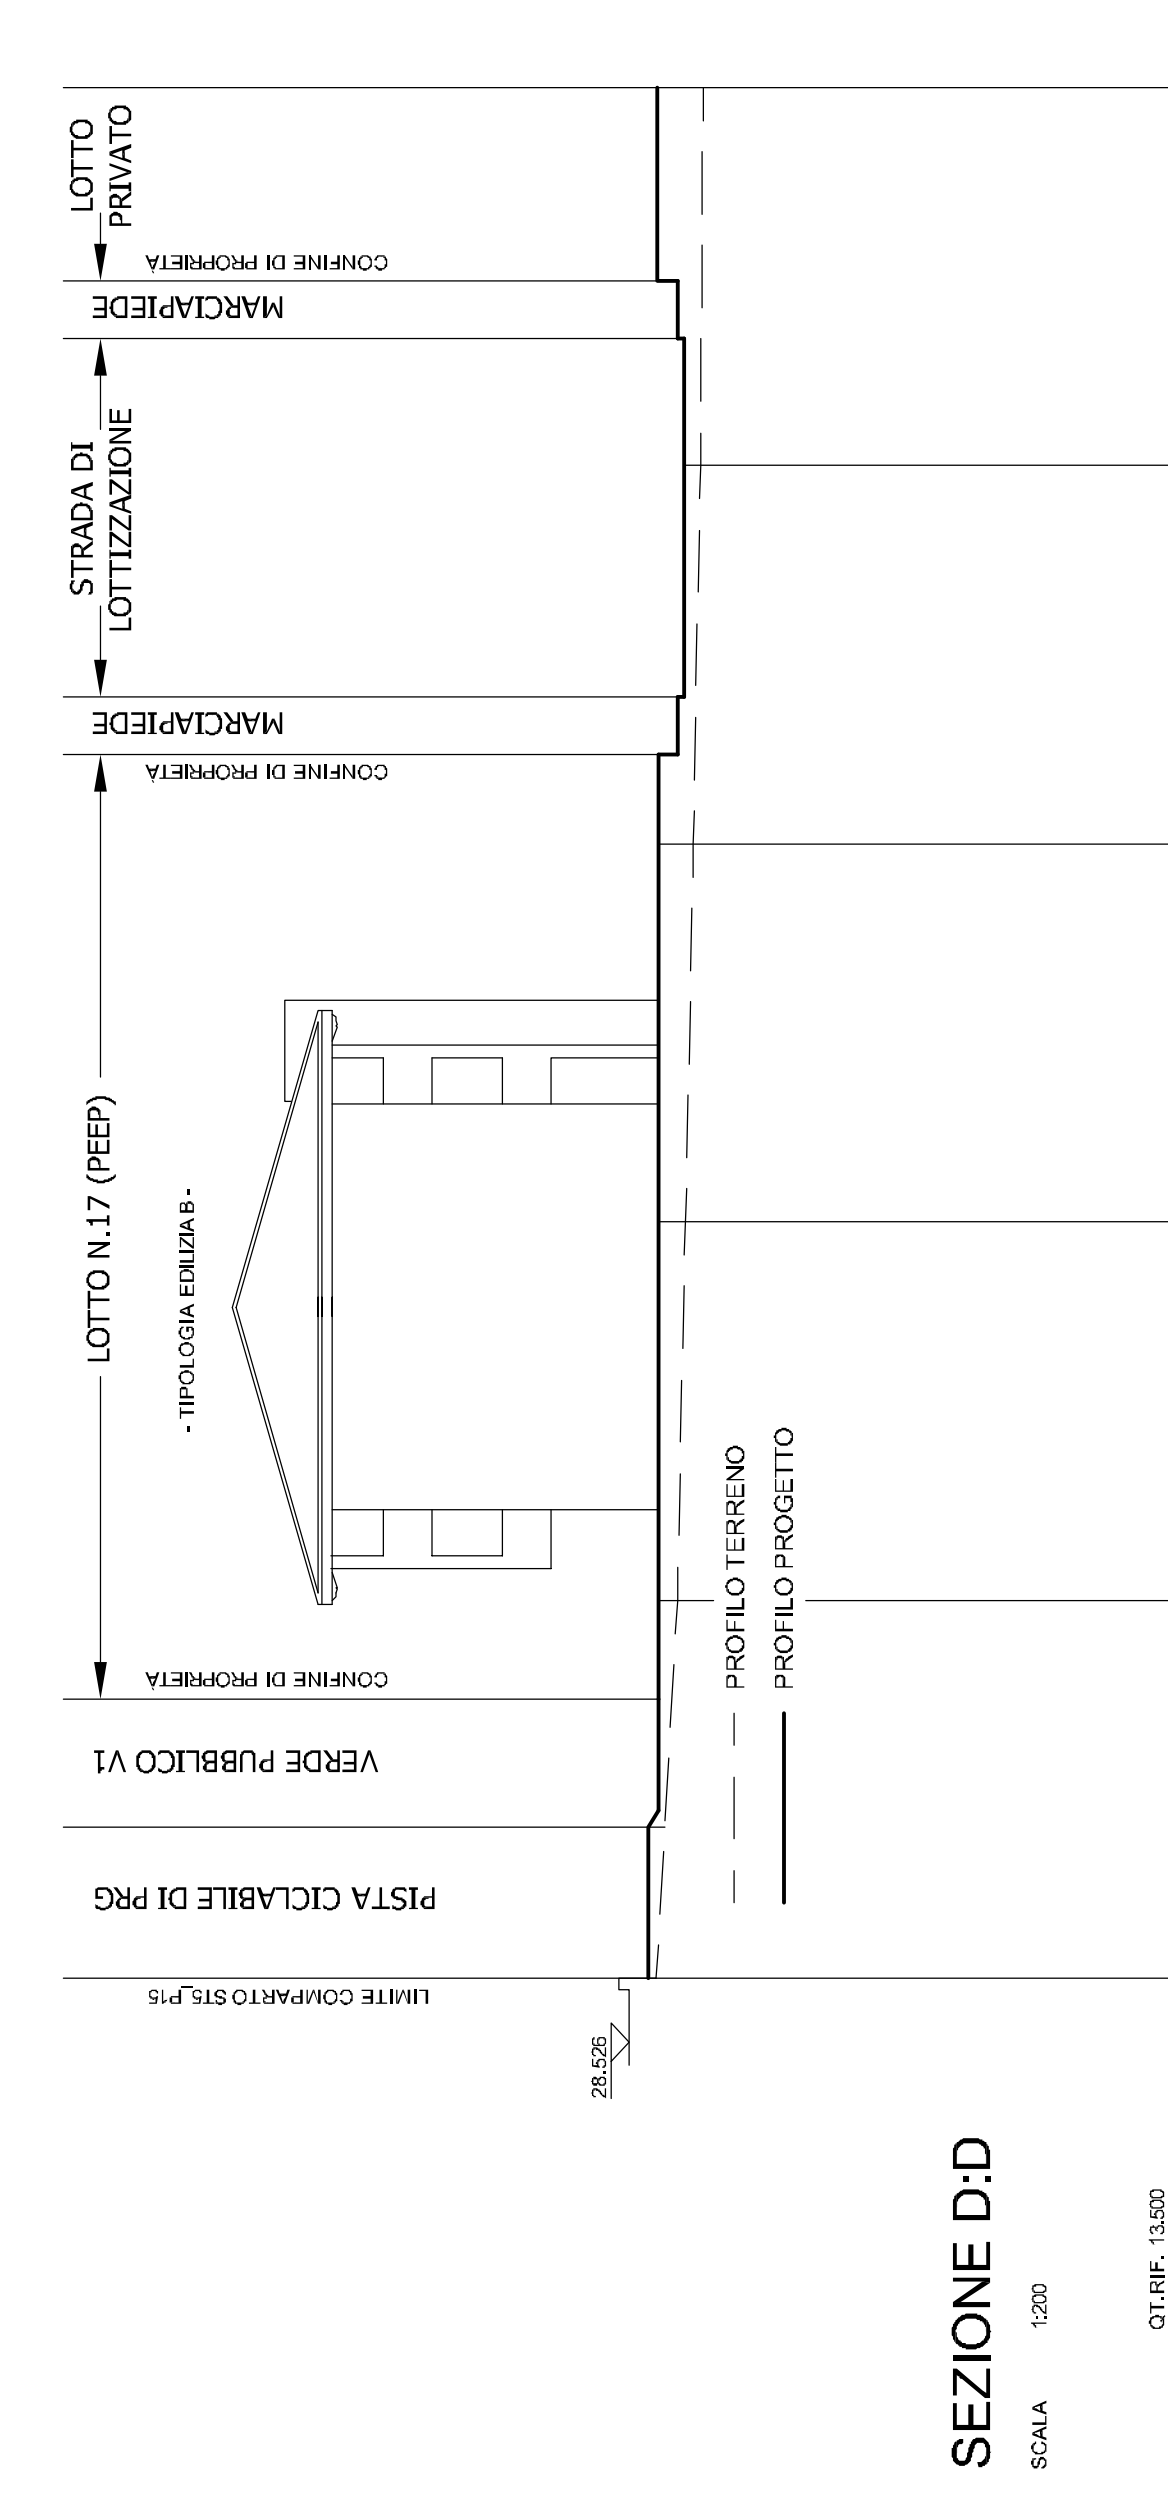 LIMITE COMPARTO ST5_P15
PISTA CICLABILE DI PRG
VERDE PUBBLICO V1
CONFINE DI PROPRIETÀ
LOTTO N.17 (PEEP)
- TIPOLOGIA EDILIZIA B -
CONFINE DI PROPRIETÀ
MARCIAPIEDE
STRADA DI
LOTTIZZAZIONE
MARCIAPIEDE
CONFINE DI PROPRIETÀ
LOTTO
PRIVATO
28.526
PROFILO TERRENO
PROFILO PROGETTO
SEZIONE D:D
SCALA 1:200
QT.RIF. 13.500